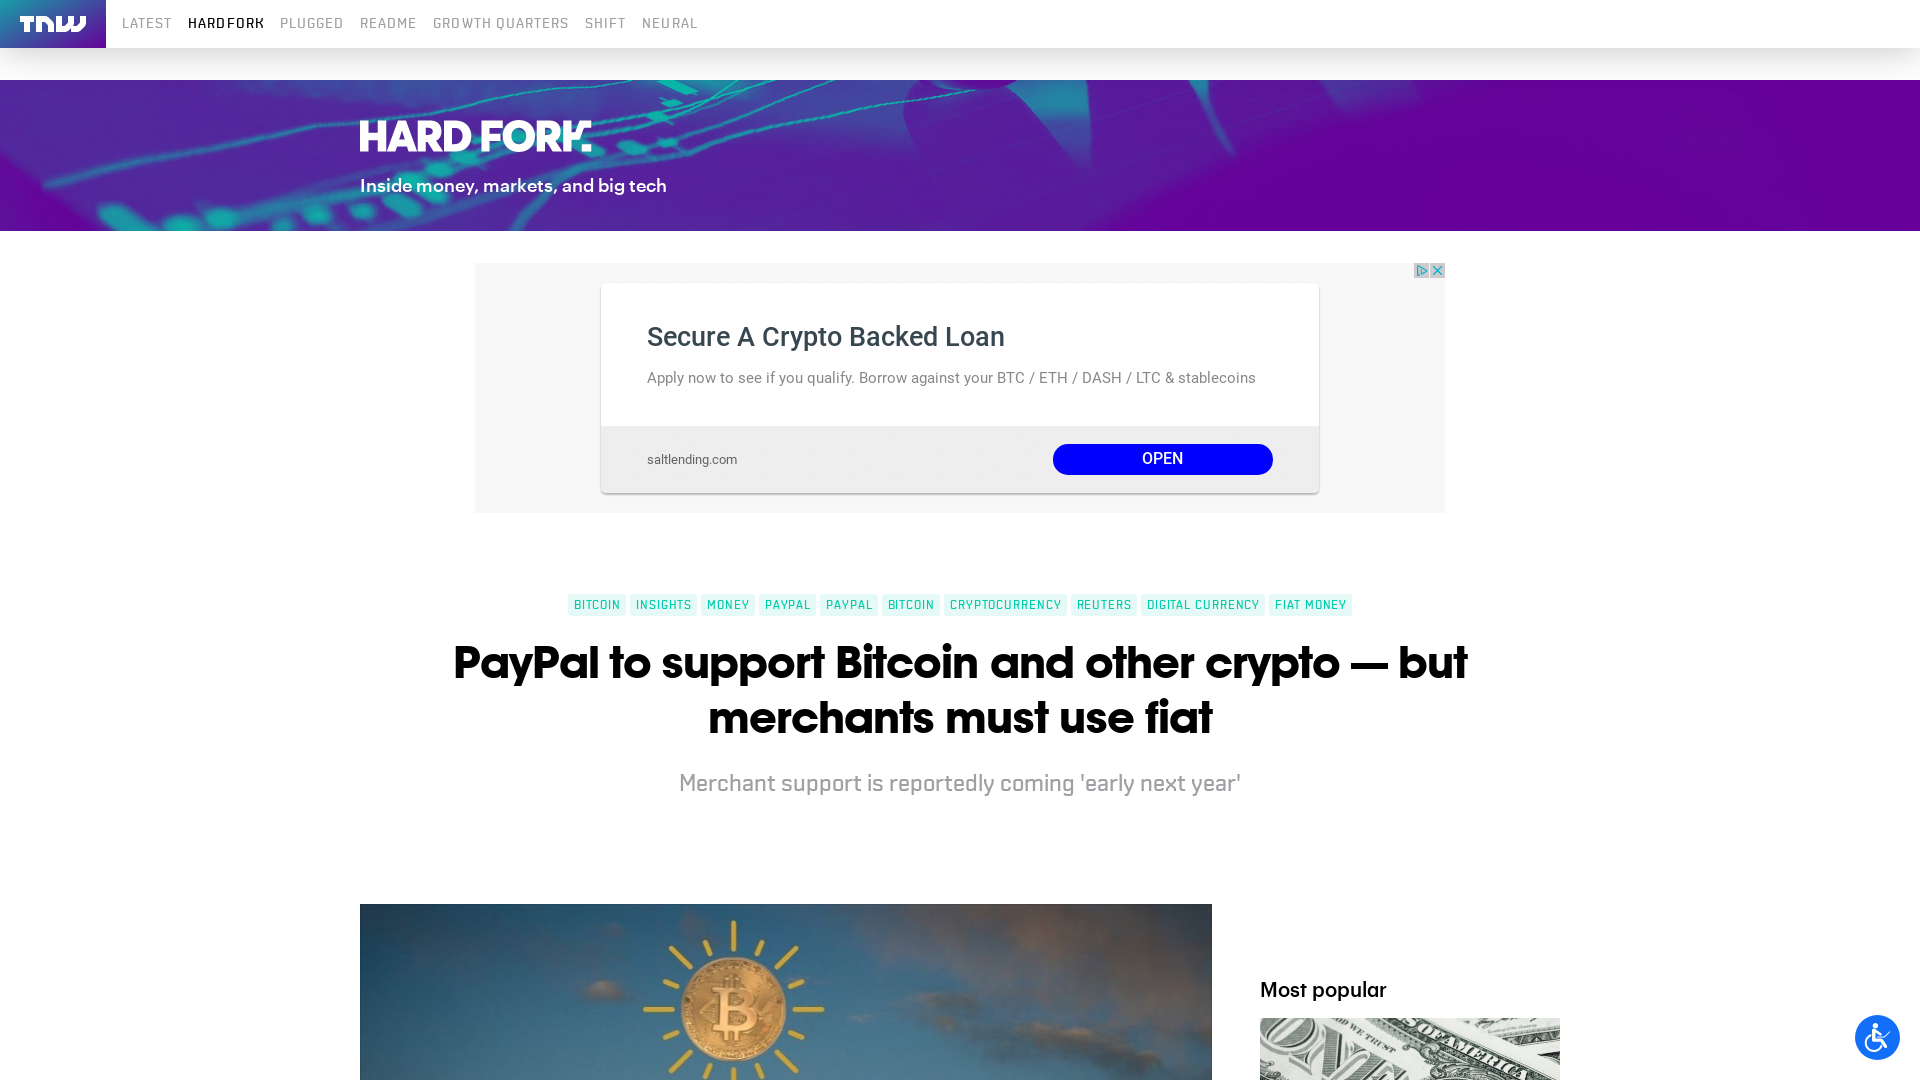 TNW
LATEST HARDFORK PLUGGED README GROWTH QUARTERS SHIFT NEURAL
HARD FORK.
Inside money, markets, and big tech
Secure A Crypto Backed Loan
Apply now to see if you qualify. Borrow against your BTC / ETH / DASH / LTC & stablecoins
saltlending.com
OPEN
BITCOIN INSIGHTS MONEY PAYPAL PAYPAL BITCOIN CRYPTOCURRENCY REUTERS DIGITAL CURRENCY FIAT MONEY
PayPal to support Bitcoin and other crypto — but
merchants must use fiat
Merchant support is reportedly coming 'early next year'
Most popular